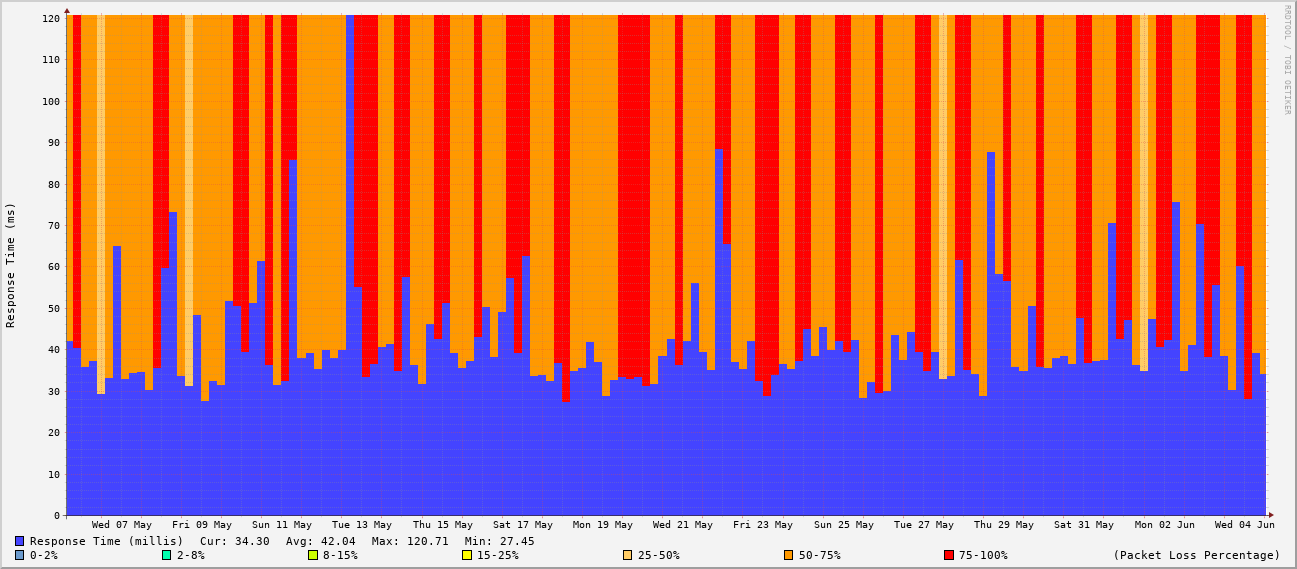 120
110
100
90
80
70
60
50
40
30
20
10
0
Response Time (ms)
RRDTOOL / TOBI OETIKER
Wed 07 May Fri 09 May Sun 11 May Tue 13 May Thu 15 May Sat 17 May Mon 19 May Wed 21 May Fri 23 May Sun 25 May Tue 27 May Thu 29 May Sat 31 May Mon 02 Jun Wed 04 Jun
Response Time (millis) Cur: 34.30 Avg: 42.04 Max: 120.71 Min: 27.45
0-2% 2-8% 8-15% 15-25% 25-50% 50-75% 75-100% (Packet Loss Percentage)